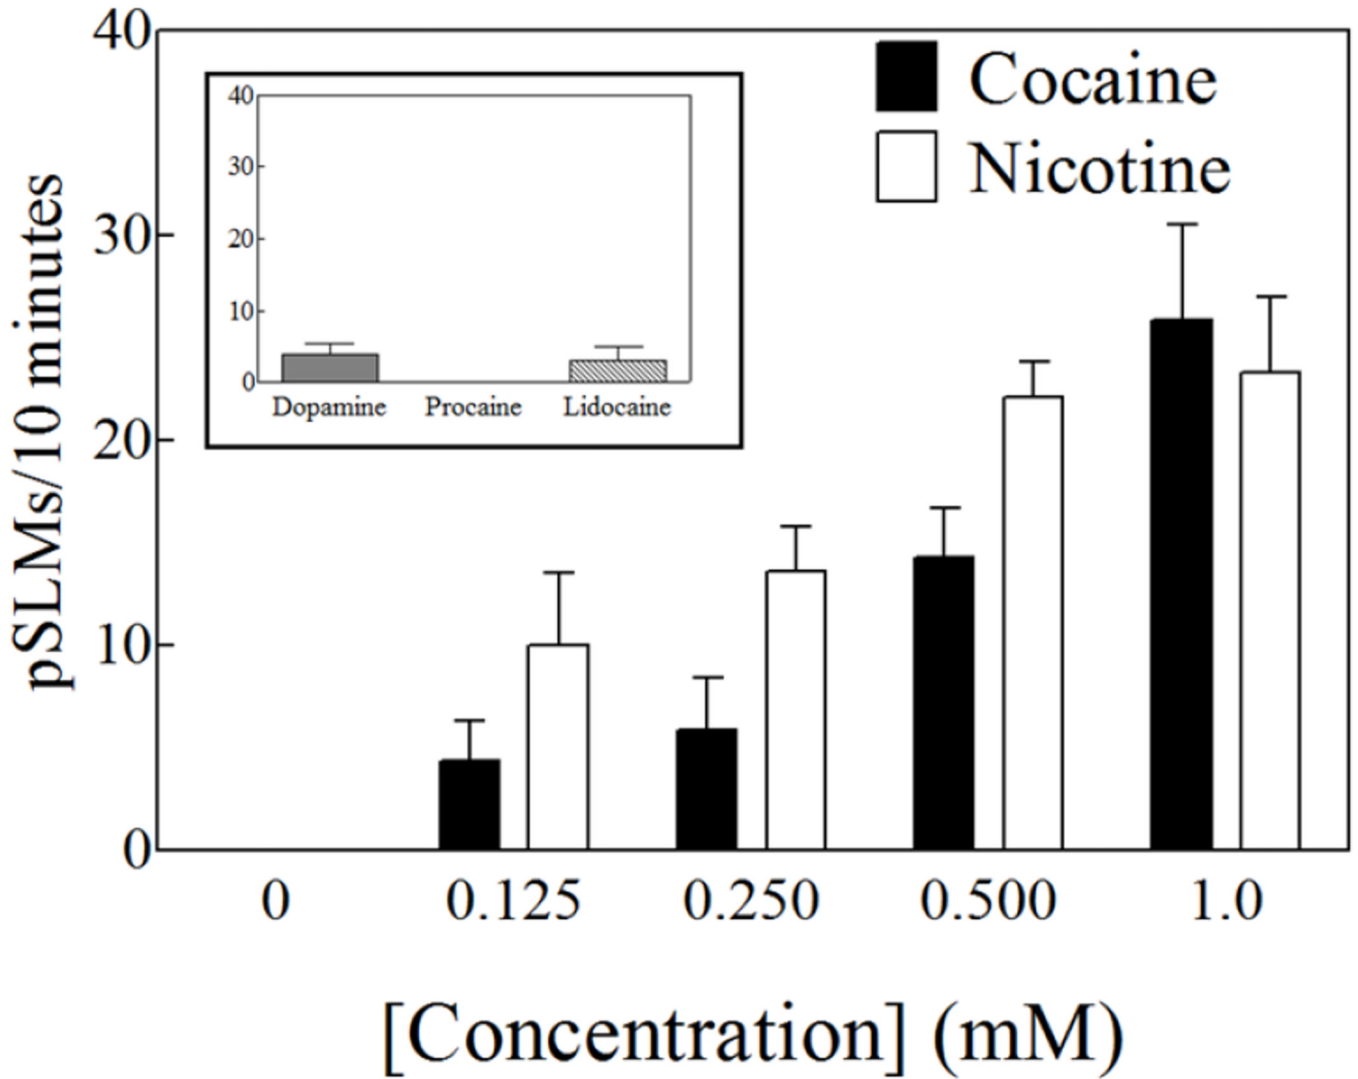 40
30
20
10
0
pSLMs/10 minutes
Cocaine
Nicotine
40
30
20
10
0
Dopamine Procaine Lidocaine
0 0.125 0.250 0.500 1.0
[Concentration] (mM)